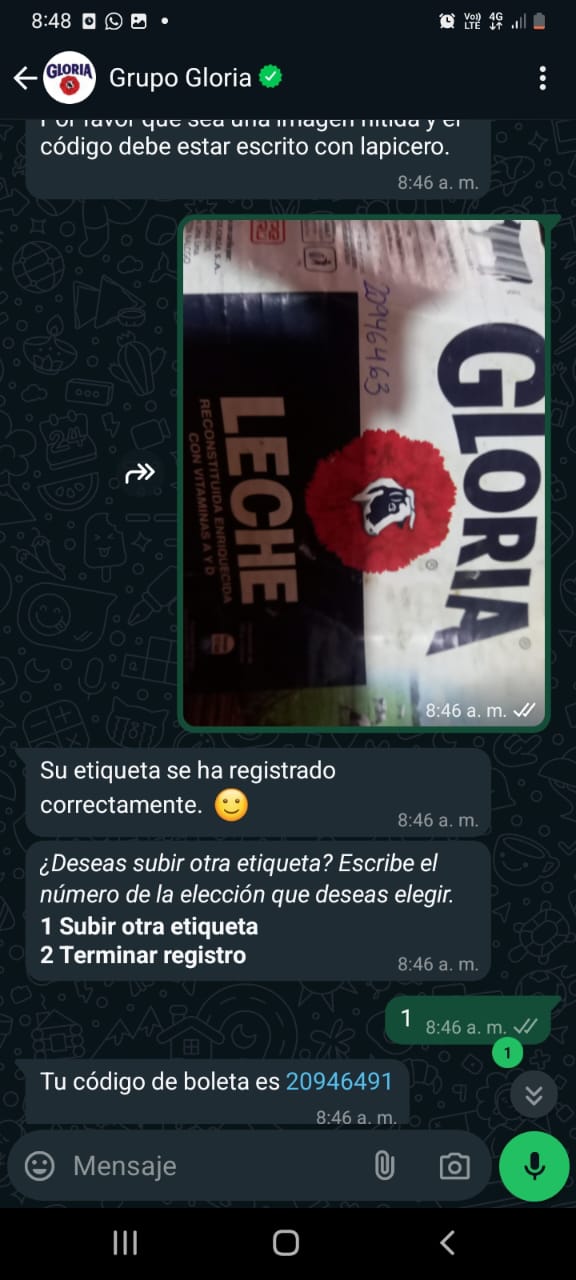 8:48
Vo))
LTE
4G
GLORIA
Grupo Gloria
Por favor que sea una imagen nítida y el
código debe estar escrito con lapicero.
8:46 a. m.
20946463
GLORIA
LECHE
RECONSTITUIDA ENRIQUECIDA
CON VITAMINAS A Y D
8:46 a. m.
Su etiqueta se ha registrado
correctamente.
8:46 a. m.
¿Deseas subir otra etiqueta? Escribe el
número de la elección que deseas elegir.
1 Subir otra etiqueta
2 Terminar registro
8:46 a. m.
1
8:46 a. m.
1
Tu código de boleta es 20946491
8:46 a. m.
Mensaje